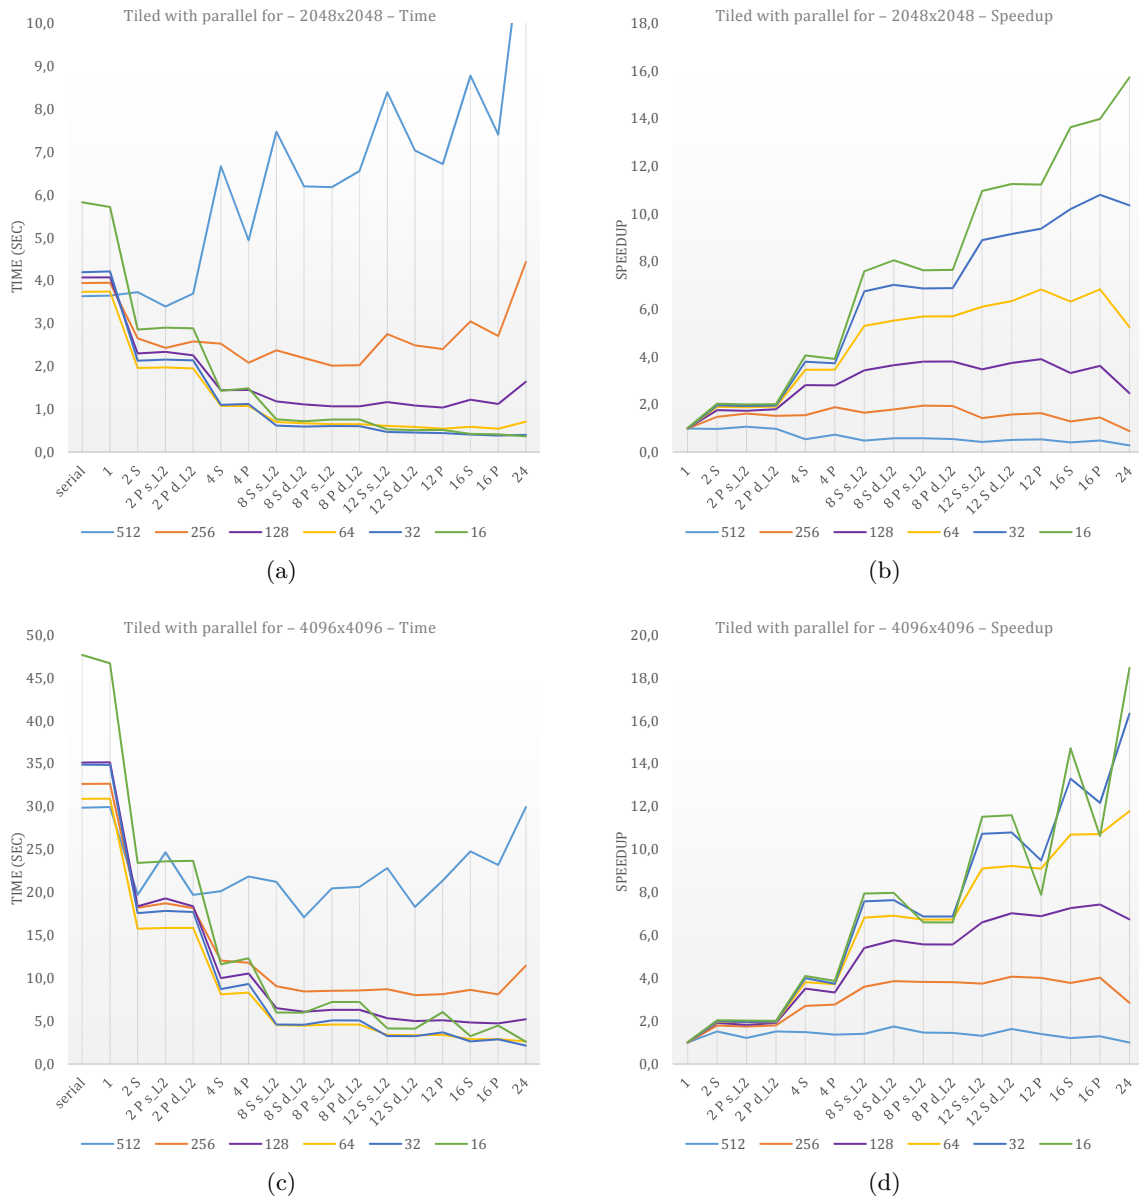 Tiled with parallel for – 2048x2048 – Time
10,0
9,0
8,0
7,0
6,0
5,0
4,0
3,0
2,0
1,0
0,0
TIME (SEC)
serial
1
2 S
2 P s_L2
2 P d_L2
4 S
4 P
8 S s_L2
8 S d_L2
8 P s_L2
8 P d_L2
12 S s_L2
12 S d_L2
12 P
16 S
16 P
24
512 256 128 64 32 16
(a)
Tiled with parallel for – 2048x2048 – Speedup
18,0
16,0
14,0
12,0
10,0
8,0
6,0
4,0
2,0
0,0
SPEEDUP
1
2 S
2 P s_L2
2 P d_L2
4 S
4 P
8 S s_L2
8 S d_L2
8 P s_L2
8 P d_L2
12 S s_L2
12 S d_L2
12 P
16 S
16 P
24
512 256 128 64 32 16
(b)
Tiled with parallel for – 4096x4096 – Time
50,0
45,0
40,0
35,0
30,0
25,0
20,0
15,0
10,0
5,0
0,0
TIME (SEC)
serial
1
2 S
2 P s_L2
2 P d_L2
4 S
4 P
8 S s_L2
8 S d_L2
8 P s_L2
8 P d_L2
12 S s_L2
12 S d_L2
12 P
16 S
16 P
24
512 256 128 64 32 16
(c)
Tiled with parallel for – 4096x4096 – Speedup
20,0
18,0
16,0
14,0
12,0
10,0
8,0
6,0
4,0
2,0
0,0
SPEEDUP
1
2 S
2 P s_L2
2 P d_L2
4 S
4 P
8 S s_L2
8 S d_L2
8 P s_L2
8 P d_L2
12 S s_L2
12 S d_L2
12 P
16 S
16 P
24
512 256 128 64 32 16
(d)